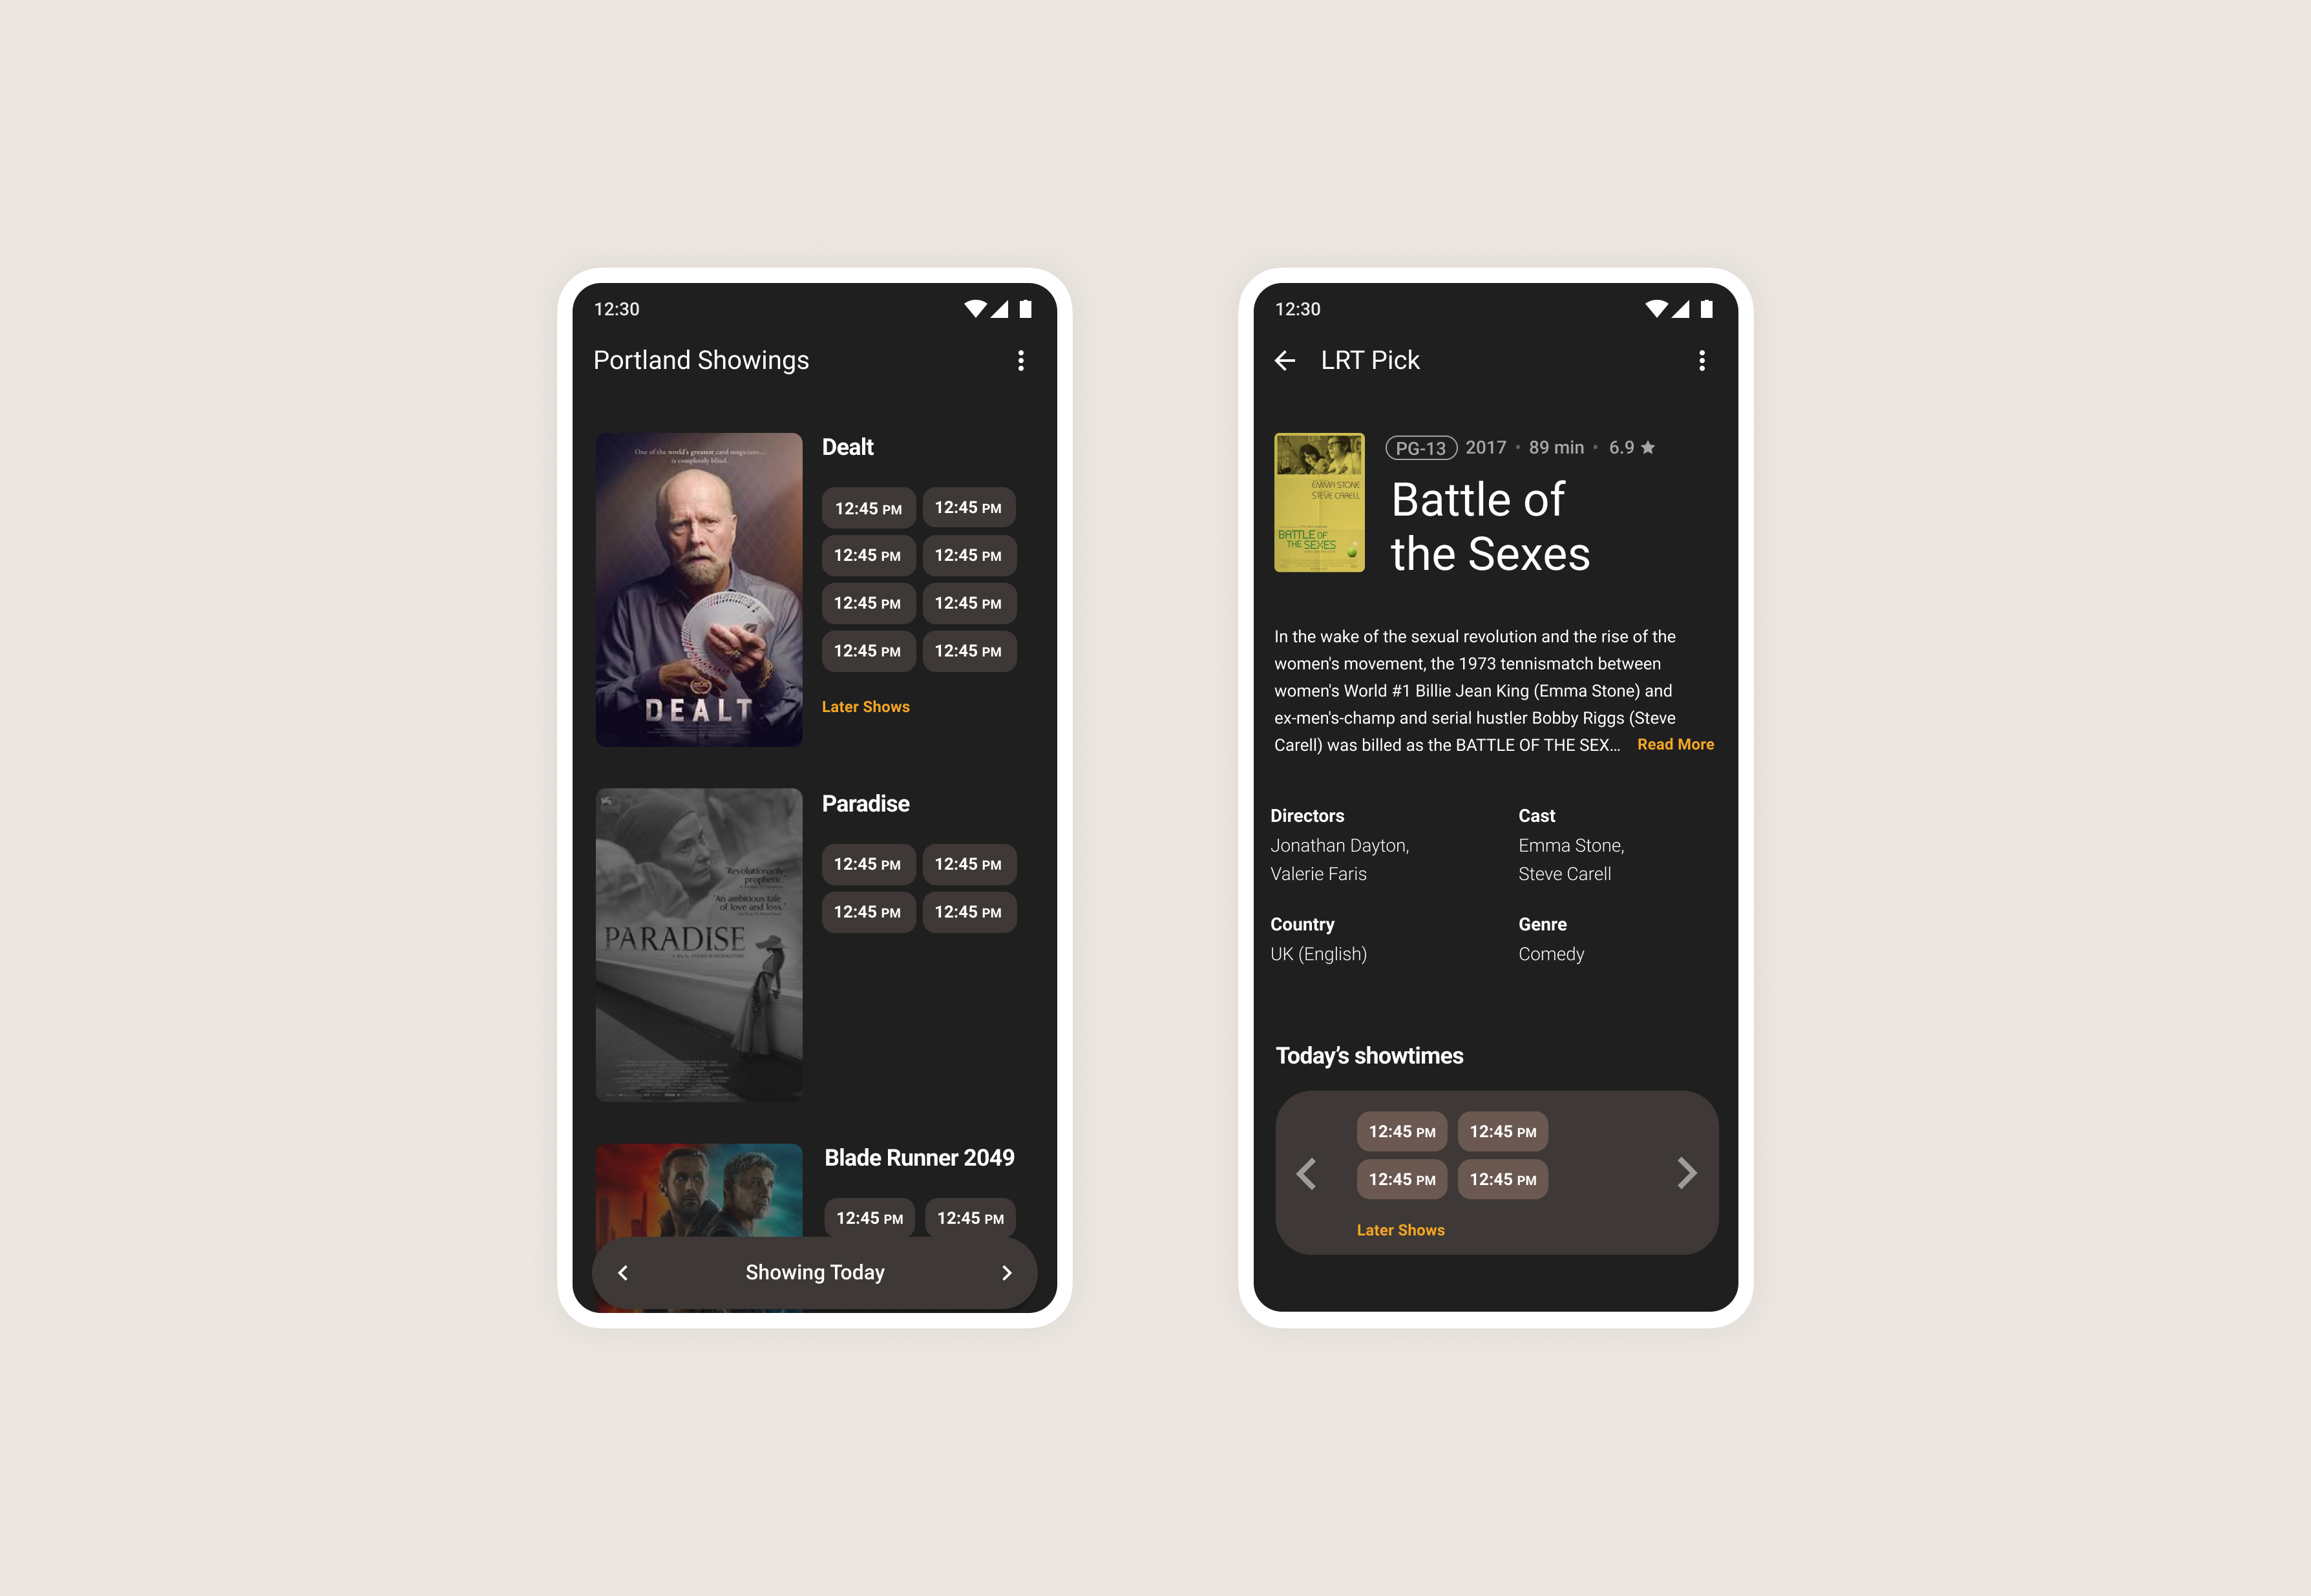 12:30
Portland Showings
One of the world's greatest card magicians...
is completely blind.
DEALT
Dealt
12:45 PM 12:45 PM
12:45 PM 12:45 PM
12:45 PM 12:45 PM
12:45 PM 12:45 PM
Later Shows
"Revolutionarily
prophetic."
"An ambitious tale
of love and loss."
PARADISE
Paradise
12:45 PM 12:45 PM
12:45 PM 12:45 PM
Blade Runner 2049
12:45 PM 12:45 PM
Showing Today
12:30
LRT Pick
EMMA STONE
STEVE CARELL
BATTLE OF
THE SEXES
PG-13 2017 • 89 min • 6.9
Battle of
the Sexes
In the wake of the sexual revolution and the rise of the
women's movement, the 1973 tennismatch between
women's World #1 Billie Jean King (Emma Stone) and
ex-men's-champ and serial hustler Bobby Riggs (Steve
Carell) was billed as the BATTLE OF THE SEX... Read More
Directors
Jonathan Dayton,
Valerie Faris
Cast
Emma Stone,
Steve Carell
Country
UK (English)
Genre
Comedy
Today's showtimes
12:45 PM 12:45 PM
12:45 PM 12:45 PM
Later Shows